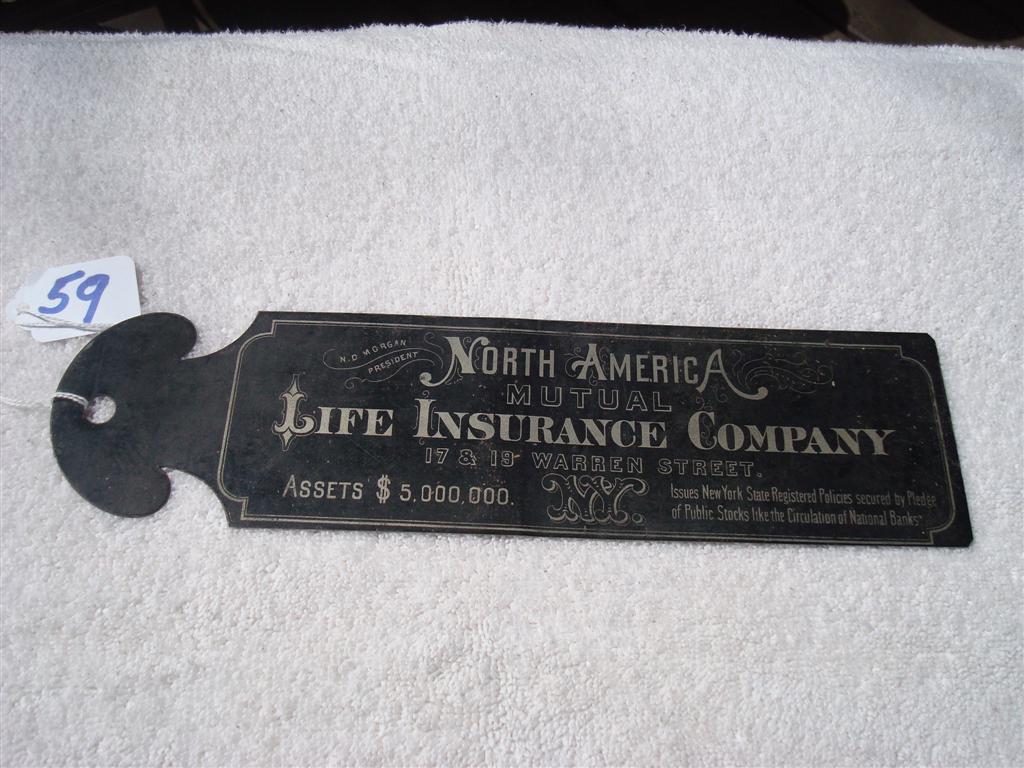 59
N.D MORGAN
PRESIDENT
NORTH AMERICA
MUTUAL
LIFE INSURANCE COMPANY
17 & 19 WARREN STREET.
ASSETS $5,000,000.
N.Y.
Issues New York State Registered Policies secured by Pledge
of Public Stocks like the Circulation of National Banks"